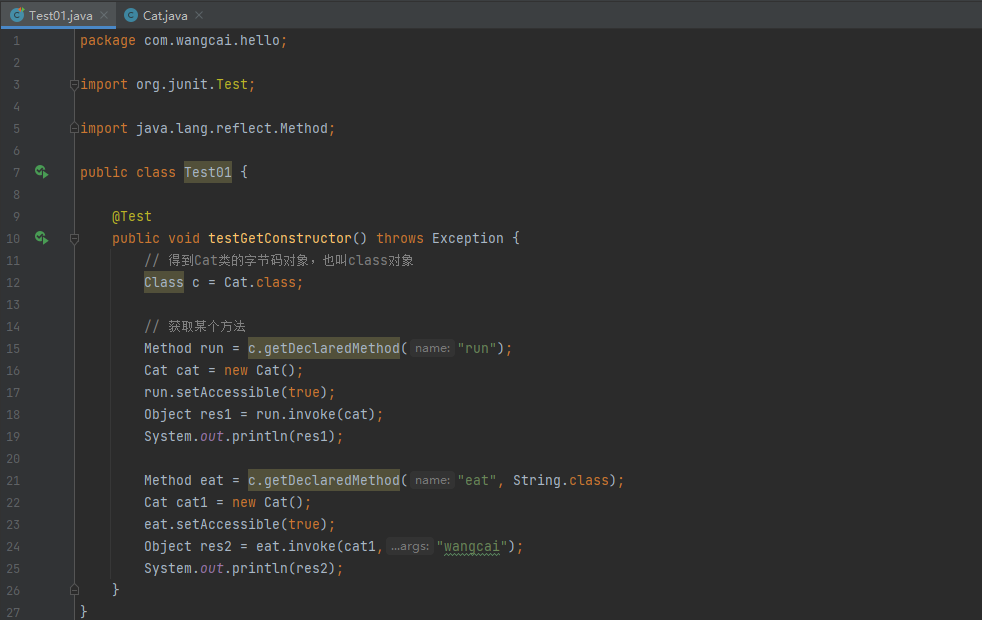 Test01.java × Cat.java ×
1 package com.wangcai.hello;
2
3 import org.junit.Test;
4
5 import java.lang.reflect.Method;
6
7 public class Test01 {
8
9 @Test
10 public void testGetConstructor() throws Exception {
11 // 得到Cat类的字节码对象，也叫class对象
12 Class c = Cat.class;
13
14 // 获取某个方法
15 Method run = c.getDeclaredMethod( name: "run");
16 Cat cat = new Cat();
17 run.setAccessible(true);
18 Object res1 = run.invoke(cat);
19 System.out.println(res1);
20
21 Method eat = c.getDeclaredMethod( name: "eat", String.class);
22 Cat cat1 = new Cat();
23 eat.setAccessible(true);
24 Object res2 = eat.invoke(cat1, ...args: "wangcai");
25 System.out.println(res2);
26 }
27 }